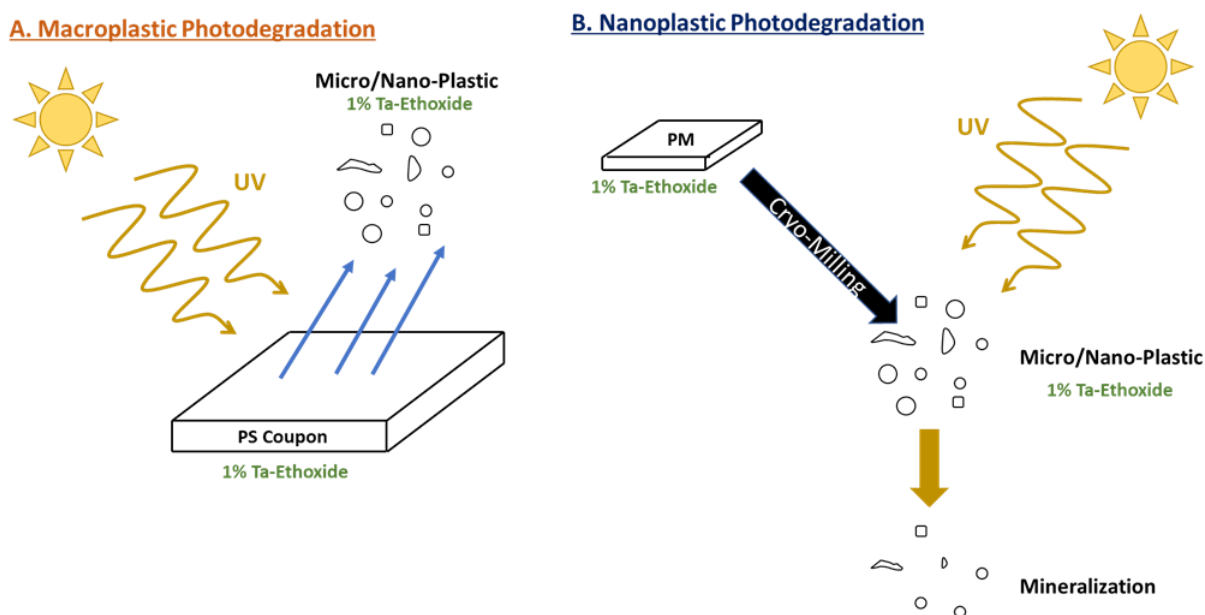 A. Macroplastic Photodegradation
Micro/Nano-Plastic
1% Ta-Ethoxide
UV
PS Coupon
1% Ta-Ethoxide
B. Nanoplastic Photodegradation
UV
PM
1% Ta-Ethoxide
Cryo-Milling
Micro/Nano-Plastic
1% Ta-Ethoxide
Mineralization